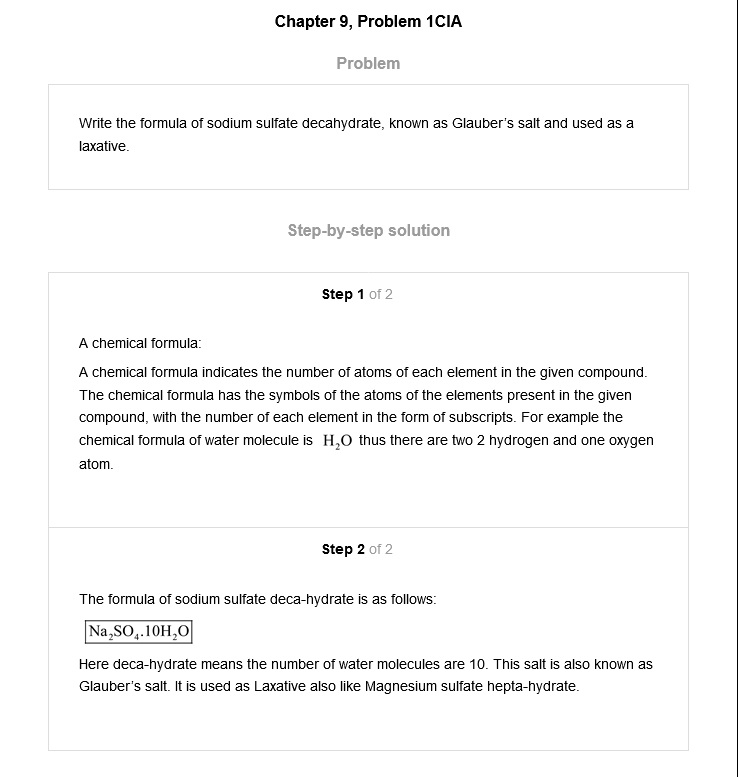 Chapter 9, Problem 1CIA
Problem
Write the formula of sodium sulfate decahydrate, known as Glauber's salt and used as a
laxative.
Step-by-step solution
Step 1 of 2
A chemical formula:
A chemical formula indicates the number of atoms of each element in the given compound.
The chemical formula has the symbols of the atoms of the elements present in the given
compound, with the number of each element in the form of subscripts. For example the
chemical formula of water molecule is H₂O thus there are two 2 hydrogen and one oxygen
atom.
Step 2 of 2
The formula of sodium sulfate deca-hydrate is as follows:
Na₂SO₄.10H₂O
Here deca-hydrate means the number of water molecules are 10. This salt is also known as
Glauber's salt. It is used as Laxative also like Magnesium sulfate hepta-hydrate.